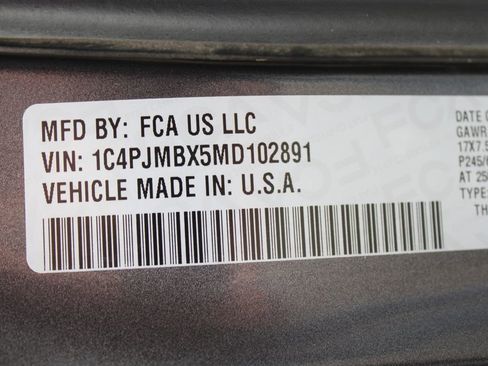 MFD BY: FCA US LLC
VIN: 1C4PJMBX5MD102891
VEHICLE MADE IN: U.S.A.
DATE O
GAWR
17X7.5
P245/6
AT 250
TYPE:
TH